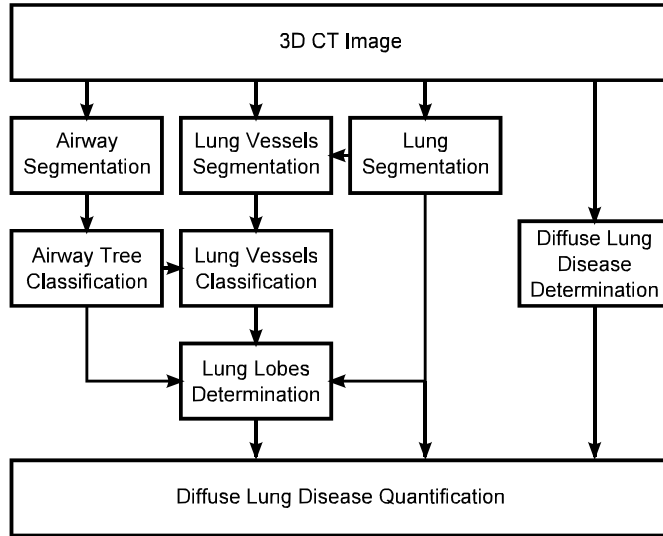 3D CT Image
Airway
Segmentation
Lung Vessels
Segmentation
Lung
Segmentation
Airway Tree
Classification
Lung Vessels
Classification
Diffuse Lung
Disease
Determination
Lung Lobes
Determination
Diffuse Lung Disease Quantification